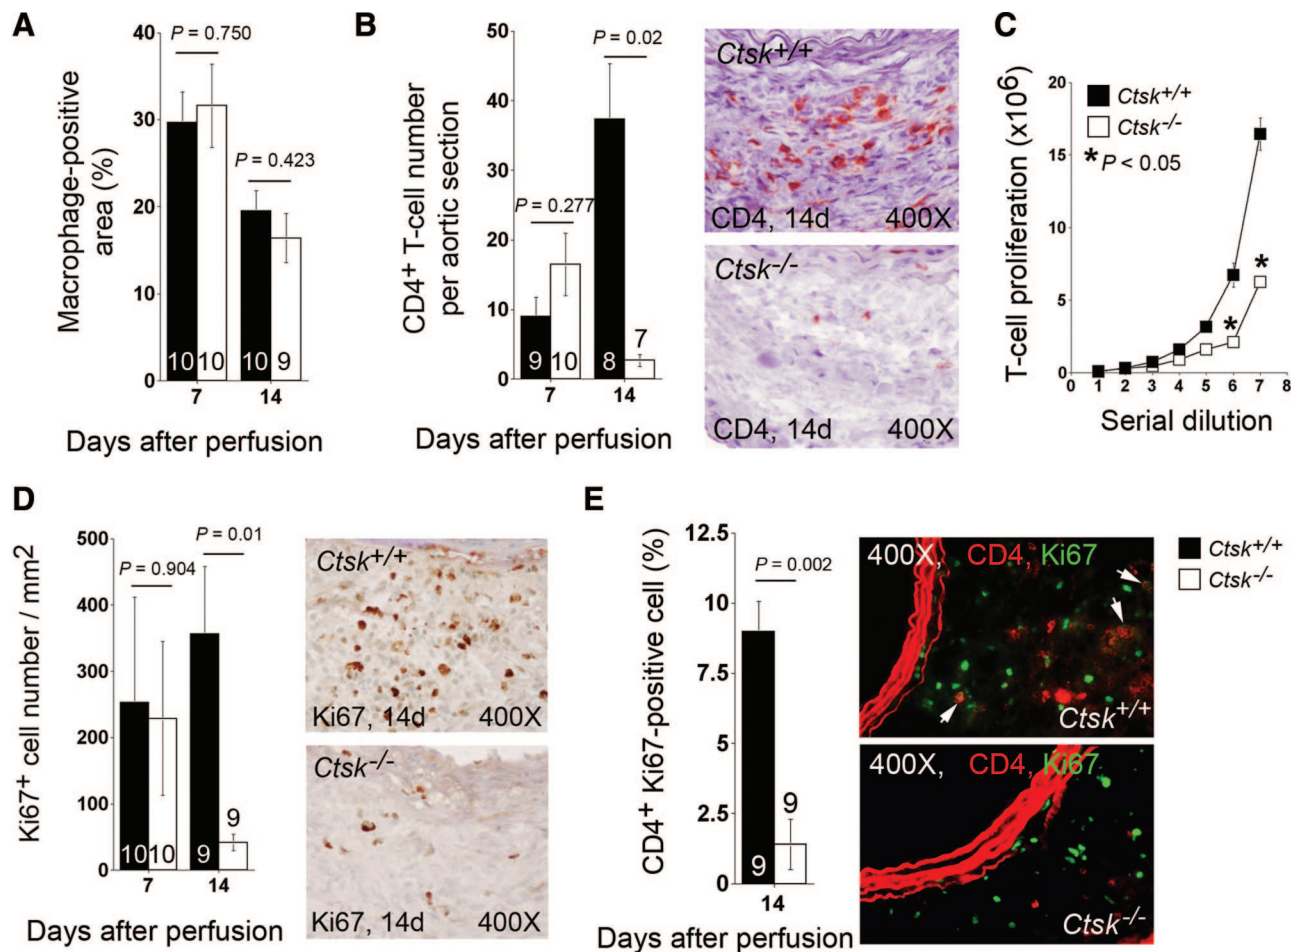 A
Macrophage-positive
area (%)
40
30
20
10
0
P = 0.750
P = 0.423
10
10
10
9
7
14
Days after perfusion
B
CD4+ T-cell number
per aortic section
50
40
30
20
10
0
P = 0.02
P = 0.277
9
10
8
7
7
14
Days after perfusion
Ctsk+/+
CD4, 14d 400X
Ctsk-/-
CD4, 14d 400X
C
T-cell proliferation (x10^6)
20
15
10
5
0
Ctsk+/+
Ctsk-/-
* P < 0.05
*
*
0 1 2 3 4 5 6 7 8
Serial dilution
D
Ki67+ cell number / mm2
500
400
300
200
100
0
P = 0.01
P = 0.904
10
10
9
9
7
14
Days after perfusion
Ctsk+/+
Ki67, 14d 400X
Ctsk-/-
Ki67, 14d 400X
E
CD4+ Ki67-positive cell (%)
12.5
10
7.5
5
2.5
0
P = 0.002
9
9
14
Days after perfusion
400X, CD4, Ki67
Ctsk+/+
400X, CD4, Ki67
Ctsk-/-
Ctsk+/+
Ctsk-/-